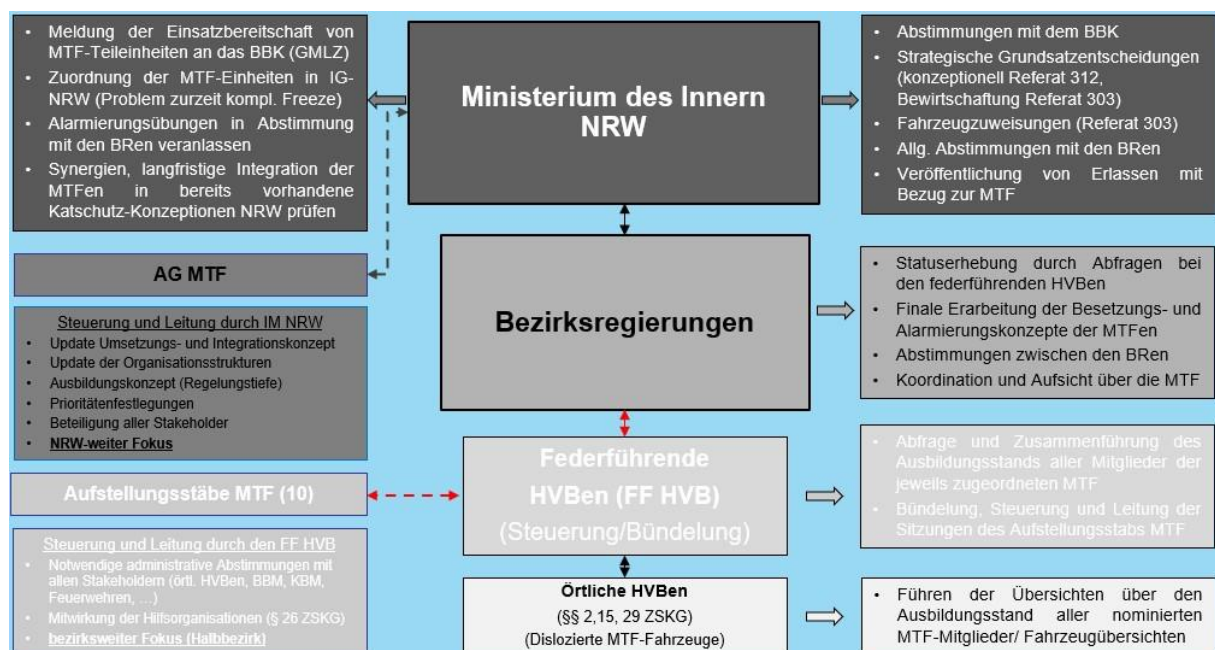 • Meldung der Einsatzbereitschaft von
MTF-Teileinheiten an das BBK (GMLZ)
• Zuordnung der MTF-Einheiten in IG-
NRW (Problem zurzeit kompl. Freeze)
• Alarmierungsübungen in Abstimmung
mit den BRen veranlassen
• Synergien, langfristige Integration der
MTFen in bereits vorhandene
Katschutz-Konzeptionen NRW prüfen
Ministerium des Innern
NRW
• Abstimmungen mit dem BBK
• Strategische Grundsatzentscheidungen
(konzeptionell Referat 312,
Bewirtschaftung Referat 303)
• Fahrzeugzuweisungen (Referat 303)
• Allg. Abstimmungen mit den BRen
• Veröffentlichung von Erlassen mit
Bezug zur MTF
AG MTF
Steuerung und Leitung durch IM NRW
• Update Umsetzungs- und Integrationskonzept
• Update der Organisationsstrukturen
• Ausbildungskonzept (Regelungstiefe)
• Prioritätenfestlegungen
• Beteiligung aller Stakeholder
• NRW-weiter Fokus
Bezirksregierungen
• Statuserhebung durch Abfragen bei
den federführenden HVBen
• Finale Erarbeitung der Besetzungs- und
Alarmierungskonzepte der MTFen
• Abstimmungen zwischen den BRen
• Koordination und Aufsicht über die MTF
Aufstellungsstäbe MTF (10)
Steuerung und Leitung durch den FF HVB
• Notwendige administrative Abstimmungen mit
allen Stakeholdern (örtl. HVBen, BBM, KBM,
Feuerwehren, …)
• Mitwirkung der Hilfsorganisationen (§ 26 ZSKG)
• bezirksweiter Fokus (Halbbezirk)
Federführende
HVBen (FF HVB)
(Steuerung/Bündelung)
• Abfrage und Zusammenführung des
Ausbildungsstands aller Mitglieder der
jeweils zugeordneten MTF
• Bündelung, Steuerung und Leitung der
Sitzungen des Aufstellungsstabs MTF
Örtliche HVBen
(§§ 2,15, 29 ZSKG)
(Dislozierte MTF-Fahrzeuge)
• Führen der Übersichten über den
Ausbildungsstand aller nominierten
MTF-Mitglieder/ Fahrzeugübersichten